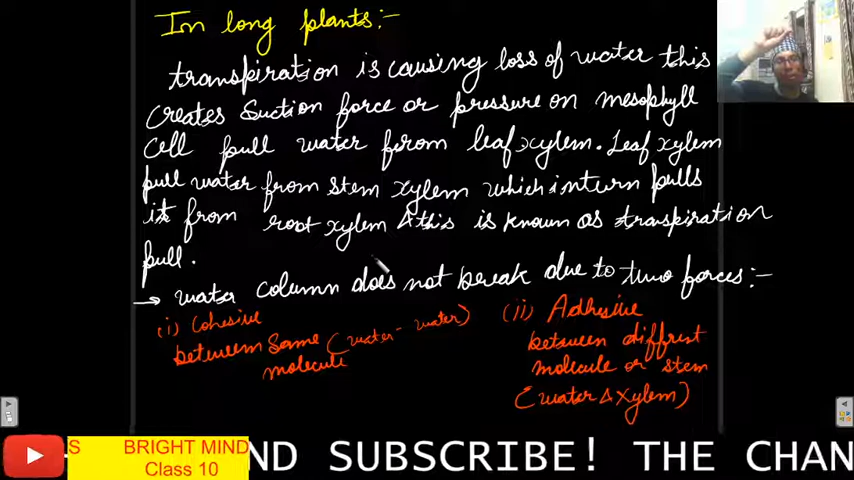 In long plants:-
transpiration is causing loss of water this
creates Suction force or pressure on mesophyll
Cell pull water from leaf xylem. Leaf xylem
pull water from stem xylem which inturn pulls
it from root xylem & this is known as transpiration
pull.
→ water column does not break due to two forces:-
(i) Cohesive
between Same (water-water)
molecule
(ii) Adhesive
between diffrent
molecule or stem
(water & Xylem)
S BRIGHT MIND
Class 10
ND SUBSCRIBE! THE CHAN